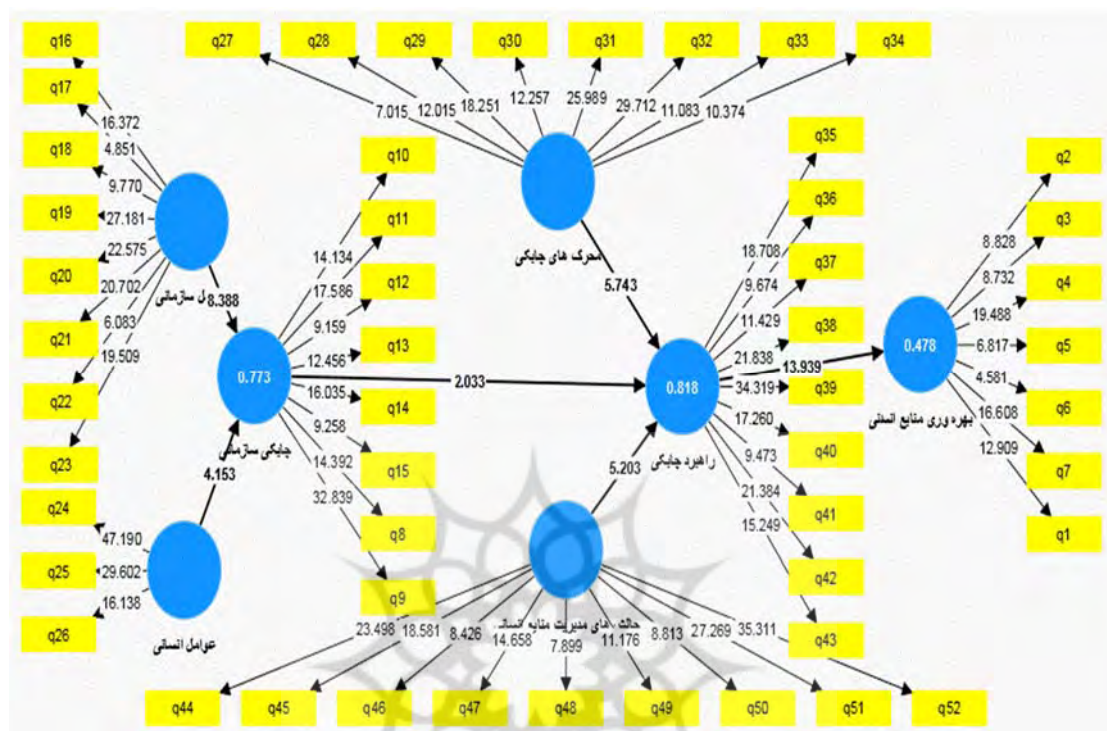 q16
q27
q28
q29
q30
q31
q32
q33
q34
q17
q18
q19
q20
q21
q22
q23
q24
q25
q26
16.372
4.851
9.770
27.181
22.575
20.702
6.083
19.509
سازمانی
8.388
47.190
29.602
16.138
عوامل انسانی
4.153
7.015
12.015
18.251
12.257
25.989
29.712
11.083
10.374
محرک های چابکی
5.743
0.773
چابکی سازمانی
14.134
17.586
9.159
12.456
16.035
9.258
14.392
32.839
q10
q11
q12
q13
q14
q15
q8
q9
2.033
0.818
راهبرد چابکی
5.203
18.708
9.674
11.429
21.838
34.319
17.260
9.473
21.384
15.249
q35
q36
q37
q38
q39
q40
q41
q42
q43
13.939
0.478
بهره وری منابع انسانی
8.828
8.732
19.488
6.817
4.581
16.608
12.909
q2
q3
q4
q5
q6
q7
q1
های مدیریت منابع
23.498
18.581
8.426
14.658
7.899
11.176
8.813
27.269
35.311
q44
q45
q46
q47
q48
q49
q50
q51
q52